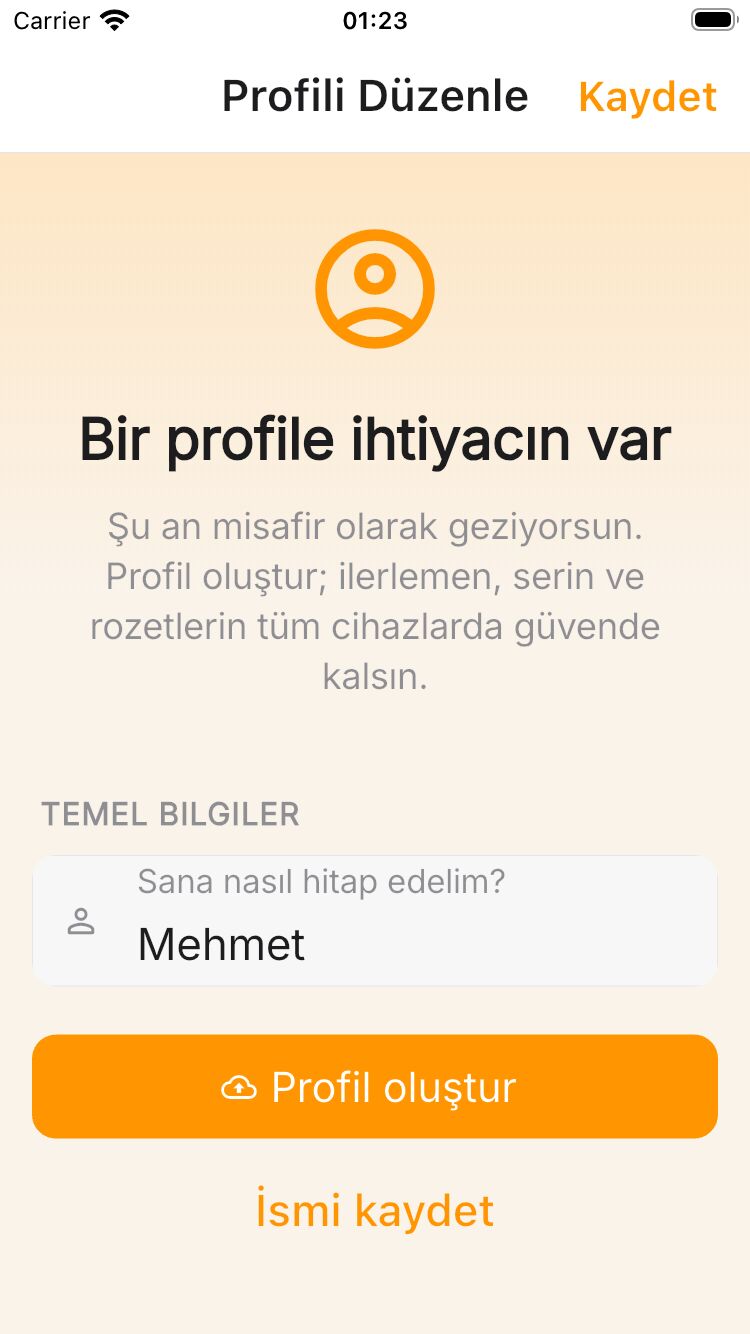 Carrier 01:23
Profili Düzenle Kaydet
Bir profile ihtiyacın var
Şu an misafir olarak geziyorsun.
Profil oluştur; ilerlemen, serin ve
rozetlerin tüm cihazlarda güvende
kalsın.
TEMEL BILGILER
Sana nasıl hitap edelim?
Mehmet
Profil oluştur
İsmi kaydet